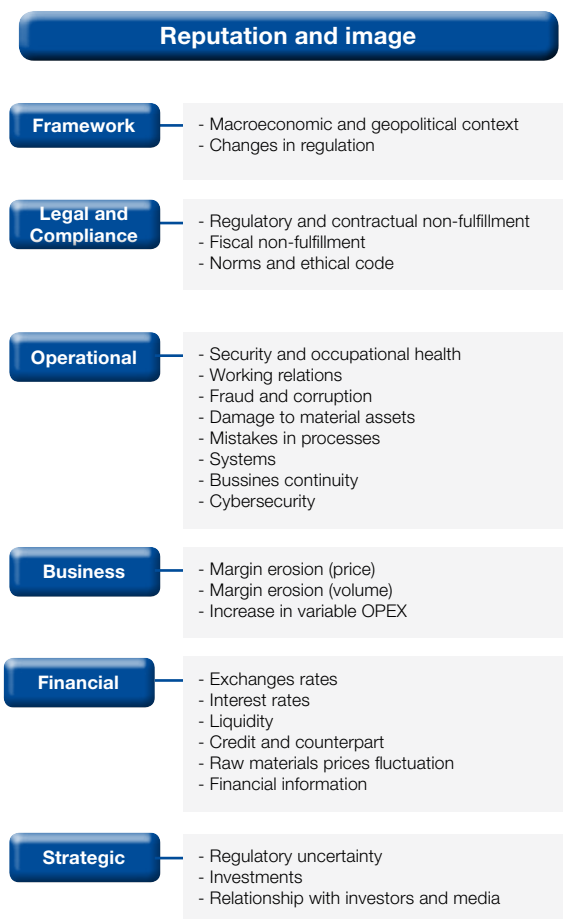 Reputation and image
Framework
- Macroeconomic and geopolitical context
- Changes in regulation
Legal and
Compliance
- Regulatory and contractual non-fulfillment
- Fiscal non-fulfillment
- Norms and ethical code
Operational
- Security and occupational health
- Working relations
- Fraud and corruption
- Damage to material assets
- Mistakes in processes
- Systems
- Bussines continuity
- Cybersecurity
Business
- Margin erosion (price)
- Margin erosion (volume)
- Increase in variable OPEX
Financial
- Exchanges rates
- Interest rates
- Liquidity
- Credit and counterpart
- Raw materials prices fluctuation
- Financial information
Strategic
- Regulatory uncertainty
- Investments
- Relationship with investors and media